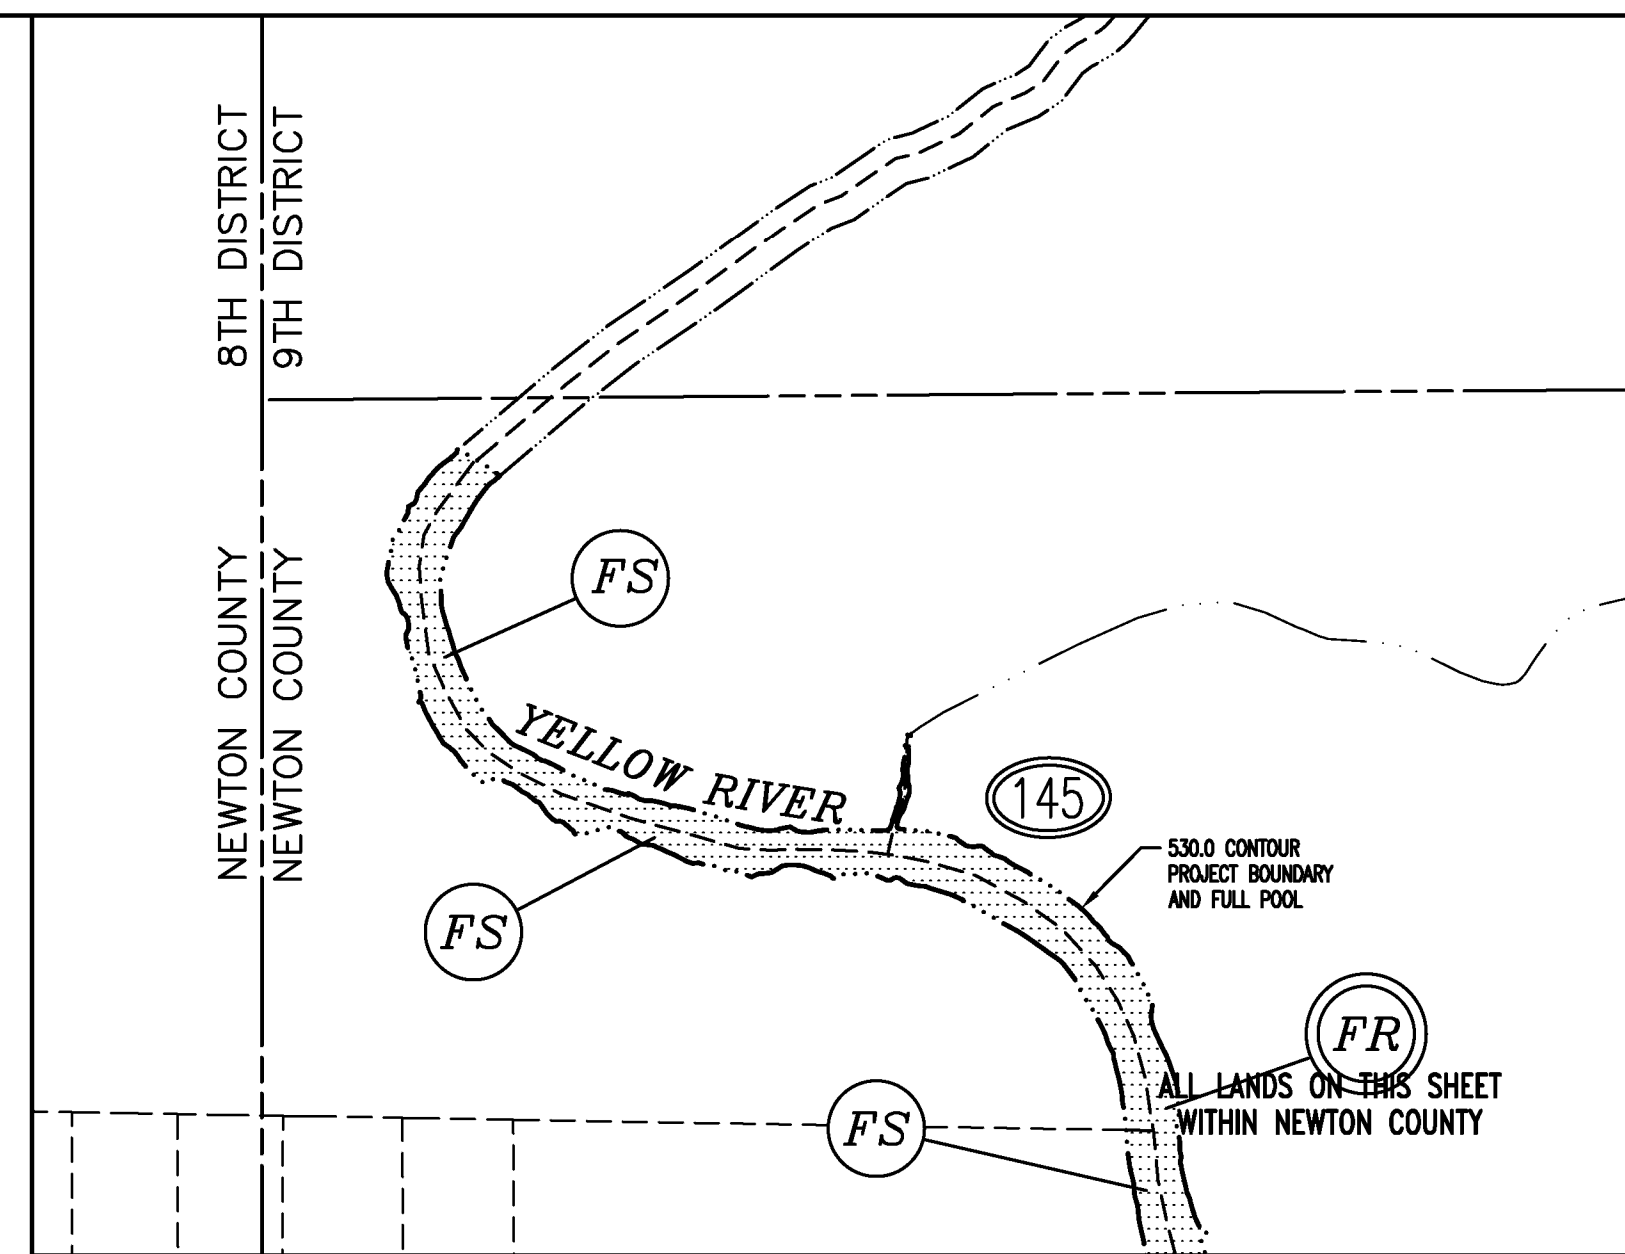 8TH DISTRICT
9TH DISTRICT
NEWTON COUNTY
NEWTON COUNTY
FS
YELLOW RIVER
145
530.0 CONTOUR
PROJECT BOUNDARY
AND FULL POOL
FS
FR
ALL LANDS ON THIS SHEET
WITHIN NEWTON COUNTY
FS